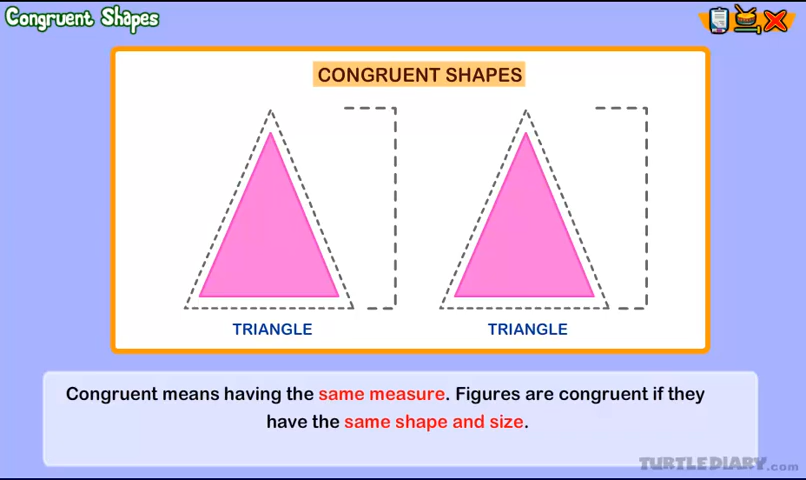 Congruent Shapes
CONGRUENT SHAPES
TRIANGLE
TRIANGLE
Congruent means having the same measure. Figures are congruent if they
have the same shape and size.
TURTLEDIARY.com